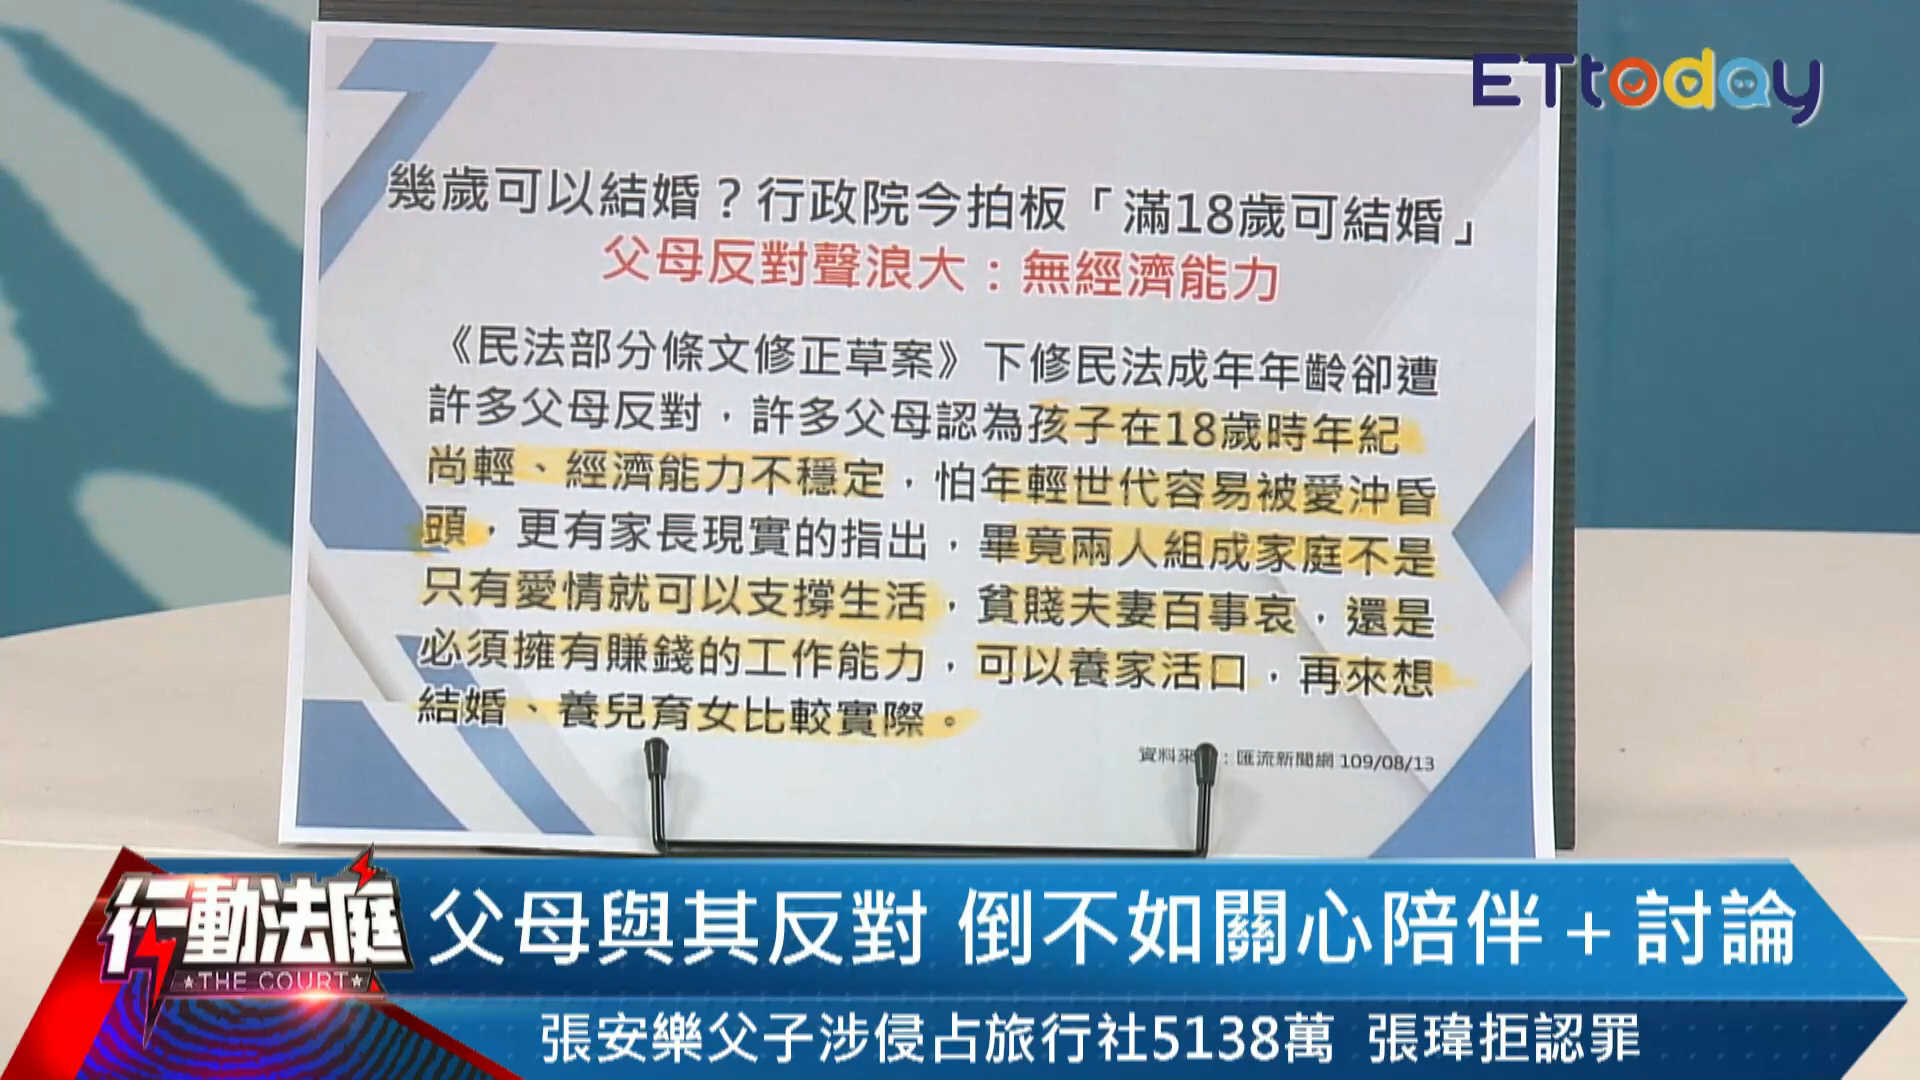 ETtoday
幾歲可以結婚？行政院今拍板「滿18歲可結婚」
父母反對聲浪大：無經濟能力
《民法部分條文修正草案》下修民法成年年齡卻遭
許多父母反對，許多父母認為孩子在18歲時年紀
尚輕、經濟能力不穩定，怕年輕世代容易被愛沖昏
頭，更有家長現實的指出，畢竟兩人組成家庭不是
只有愛情就可以支撐生活，貧賤夫妻百事哀，還是
必須擁有賺錢的工作能力，可以養家活口，再來想
結婚、養兒育女比較實際。
資料來：匯流新聞網 109/08/13
行動法庭
THE COURT
父母與其反對 倒不如關心陪伴＋討論
張安樂父子涉侵占旅行社5138萬 張瑋拒認罪